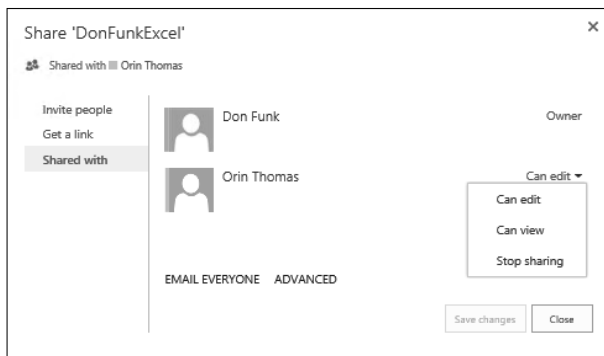 Share 'DonFunkExcel'
Shared with Orin Thomas
Invite people
Get a link
Shared with
Don Funk Owner
Orin Thomas Can edit
Can edit
Can view
Stop sharing
EMAIL EVERYONE ADVANCED
Save changes Close